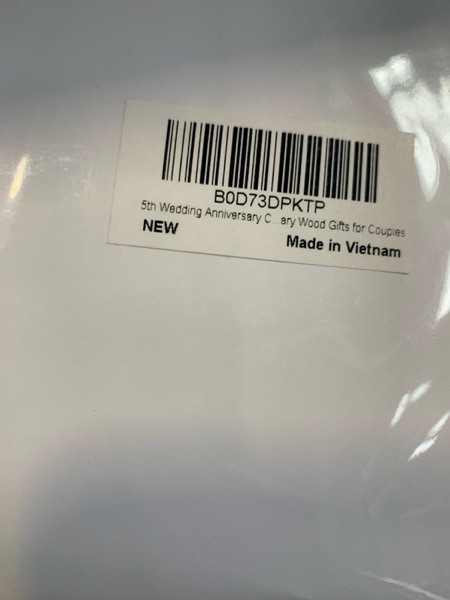 B0D73DPKTP
5th Wedding Anniversary C...ary Wood Gifts for Couples
NEW
Made in Vietnam